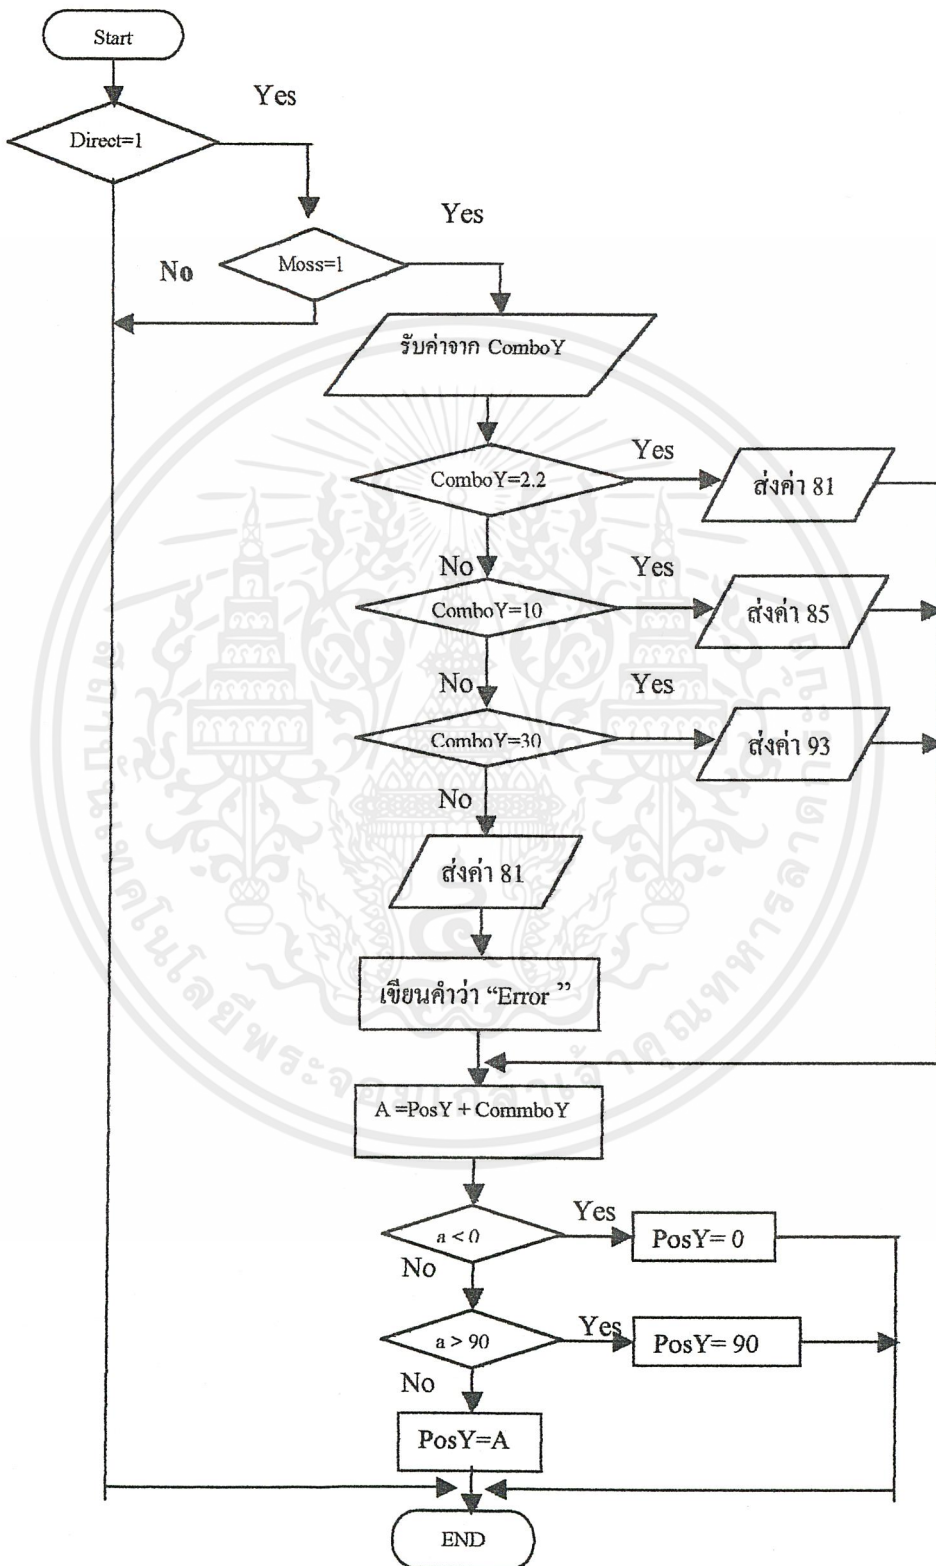 Start
Yes
Direct=1
Yes
No
Moss=1
รับค่าจาก ComboY
Yes
ComboY=2.2
ส่งค่า 81
No
Yes
ComboY=10
ส่งค่า 85
No
Yes
ComboY=30
ส่งค่า 93
No
ส่งค่า 81
เขียนคำว่า “Error ”
A =PosY + CommboY
Yes
a < 0
PosY= 0
No
Yes
a > 90
PosY= 90
No
PosY=A
END